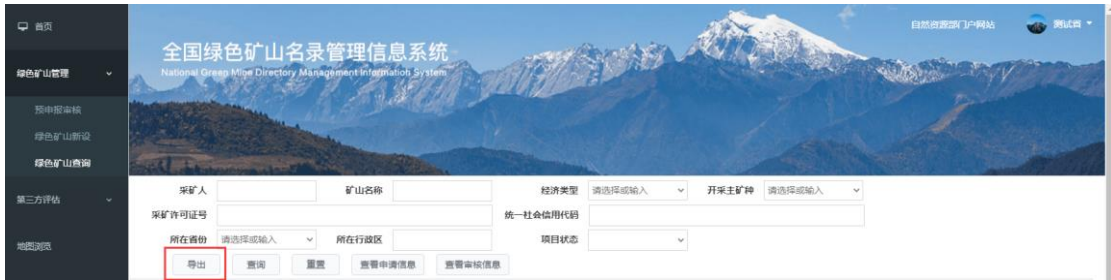 首页
自然资源部门户网站
测试省
全国绿色矿山名录管理信息系统
National Green Mine Directory Management Information System
绿色矿山管理
预申报审核
绿色矿山新设
绿色矿山查询
第三方评估
地图浏览
采矿人 矿山名称 经济类型 请选择或输入 开采主矿种 请选择或输入
采矿许可证号 统一社会信用代码
所在省份 请选择或输入 所在行政区 项目状态
导出 查询 重置 查看申请信息 查看审核信息